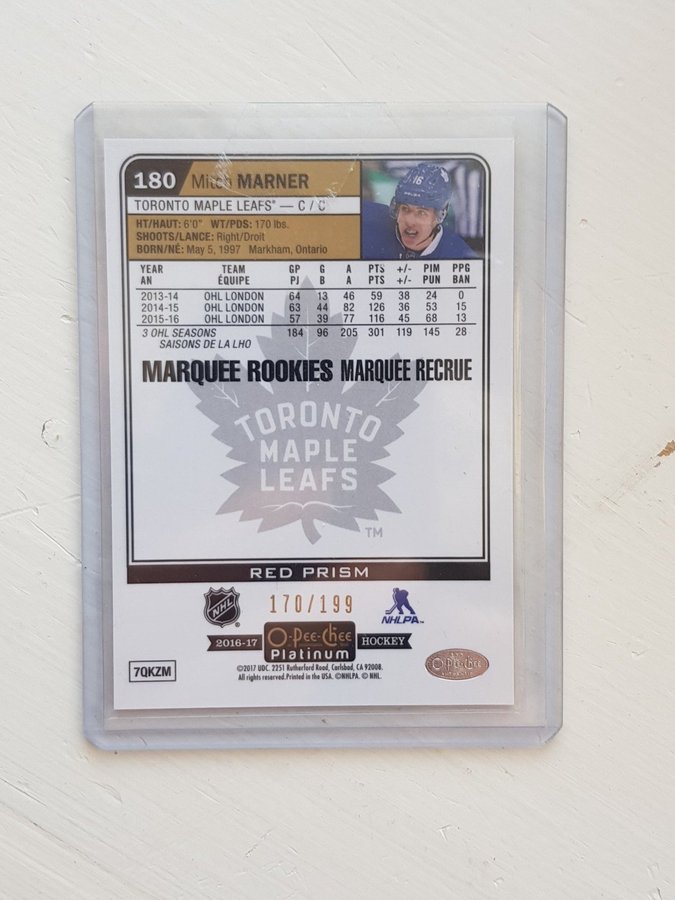 180 Mitch MARNER
TORONTO MAPLE LEAFS® — C / C
HT/HAUT: 6'0" WT/PDS: 170 lbs.
SHOOTS/LANCE: Right/Droit
BORN/NÉ: May 5, 1997 Markham, Ontario
16
YEAR TEAM GP G A PTS +/- PIM PPG
AN ÉQUIPE PJ B A PTS +/- PUN BAN
2013-14 OHL LONDON 64 13 46 59 38 24 0
2014-15 OHL LONDON 63 44 82 126 36 53 15
2015-16 OHL LONDON 57 39 77 116 45 68 13
3 OHL SEASONS 184 96 205 301 119 145 28
SAISONS DE LA LHO
MARQUEE ROOKIES MARQUEE RECRUE
TORONTO
MAPLE
LEAFS
TM
RED PRISM
NHL 170/199 NHLPA™
2016-17 O-Pee-Chee HOCKEY
Platinum
7QKZM
©2017 UDC. 2251 Rutherford Road, Carlsbad, CA 92008.
All rights reserved. Printed in the USA. ©NHLPA. © NHL.
O-Pee-Chee